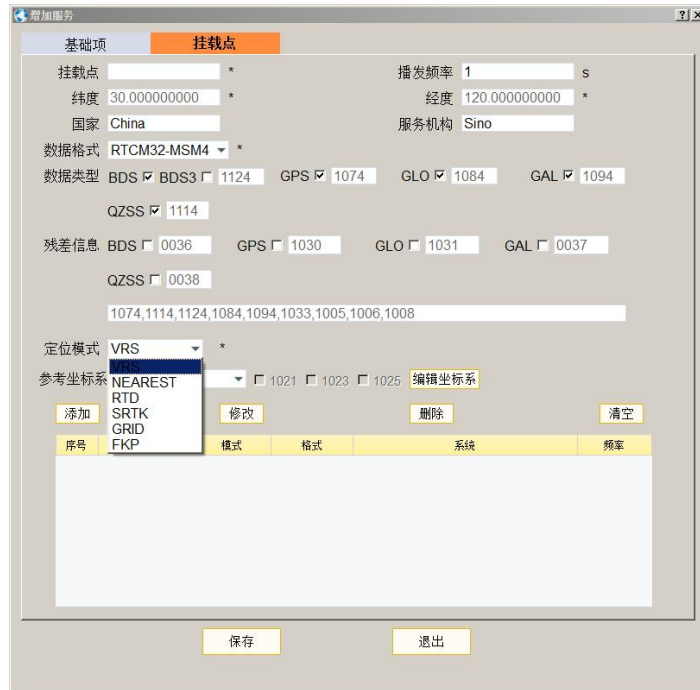 增加服务
基础项 挂载点
挂载点 * 播发频率 1 s
纬度 30.000000000 * 经度 120.000000000 *
国家 China 服务机构 Sino
数据格式 RTCM32-MSM4 *
数据类型 BDS BDS3 1124 GPS 1074 GLO 1084 GAL 1094
QZSS 1114
残差信息 BDS 0036 GPS 1030 GLO 1031 GAL 0037
QZSS 0038
1074,1114,1124,1084,1094,1033,1005,1006,1008
定位模式 VRS *
VRS
参考坐标系 NEAREST 1021 1023 1025 编辑坐标系
RTD
添加 SRTK 修改 删除 清空
GRID
序号 FKP 模式 格式 系统 频率
保存 退出